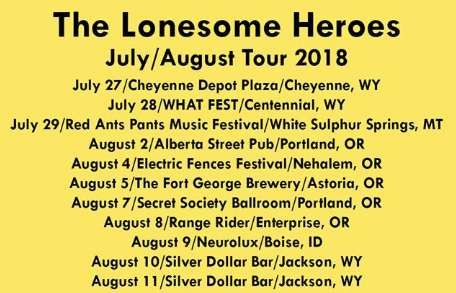 The Lonesome Heroes
July/August Tour 2018
July 27/Cheyenne Depot Plaza/Cheyenne, WY
July 28/WHAT FEST/Centennial, WY
July 29/Red Ants Pants Music Festival/White Sulphur Springs, MT
August 2/Alberta Street Pub/Portland, OR
August 4/Electric Fences Festival/Nehalem, OR
August 5/The Fort George Brewery/Astoria, OR
August 7/Secret Society Ballroom/Portland, OR
August 8/Range Rider/Enterprise, OR
August 9/Neurolux/Boise, ID
August 10/Silver Dollar Bar/Jackson, WY
August 11/Silver Dollar Bar/Jackson, WY